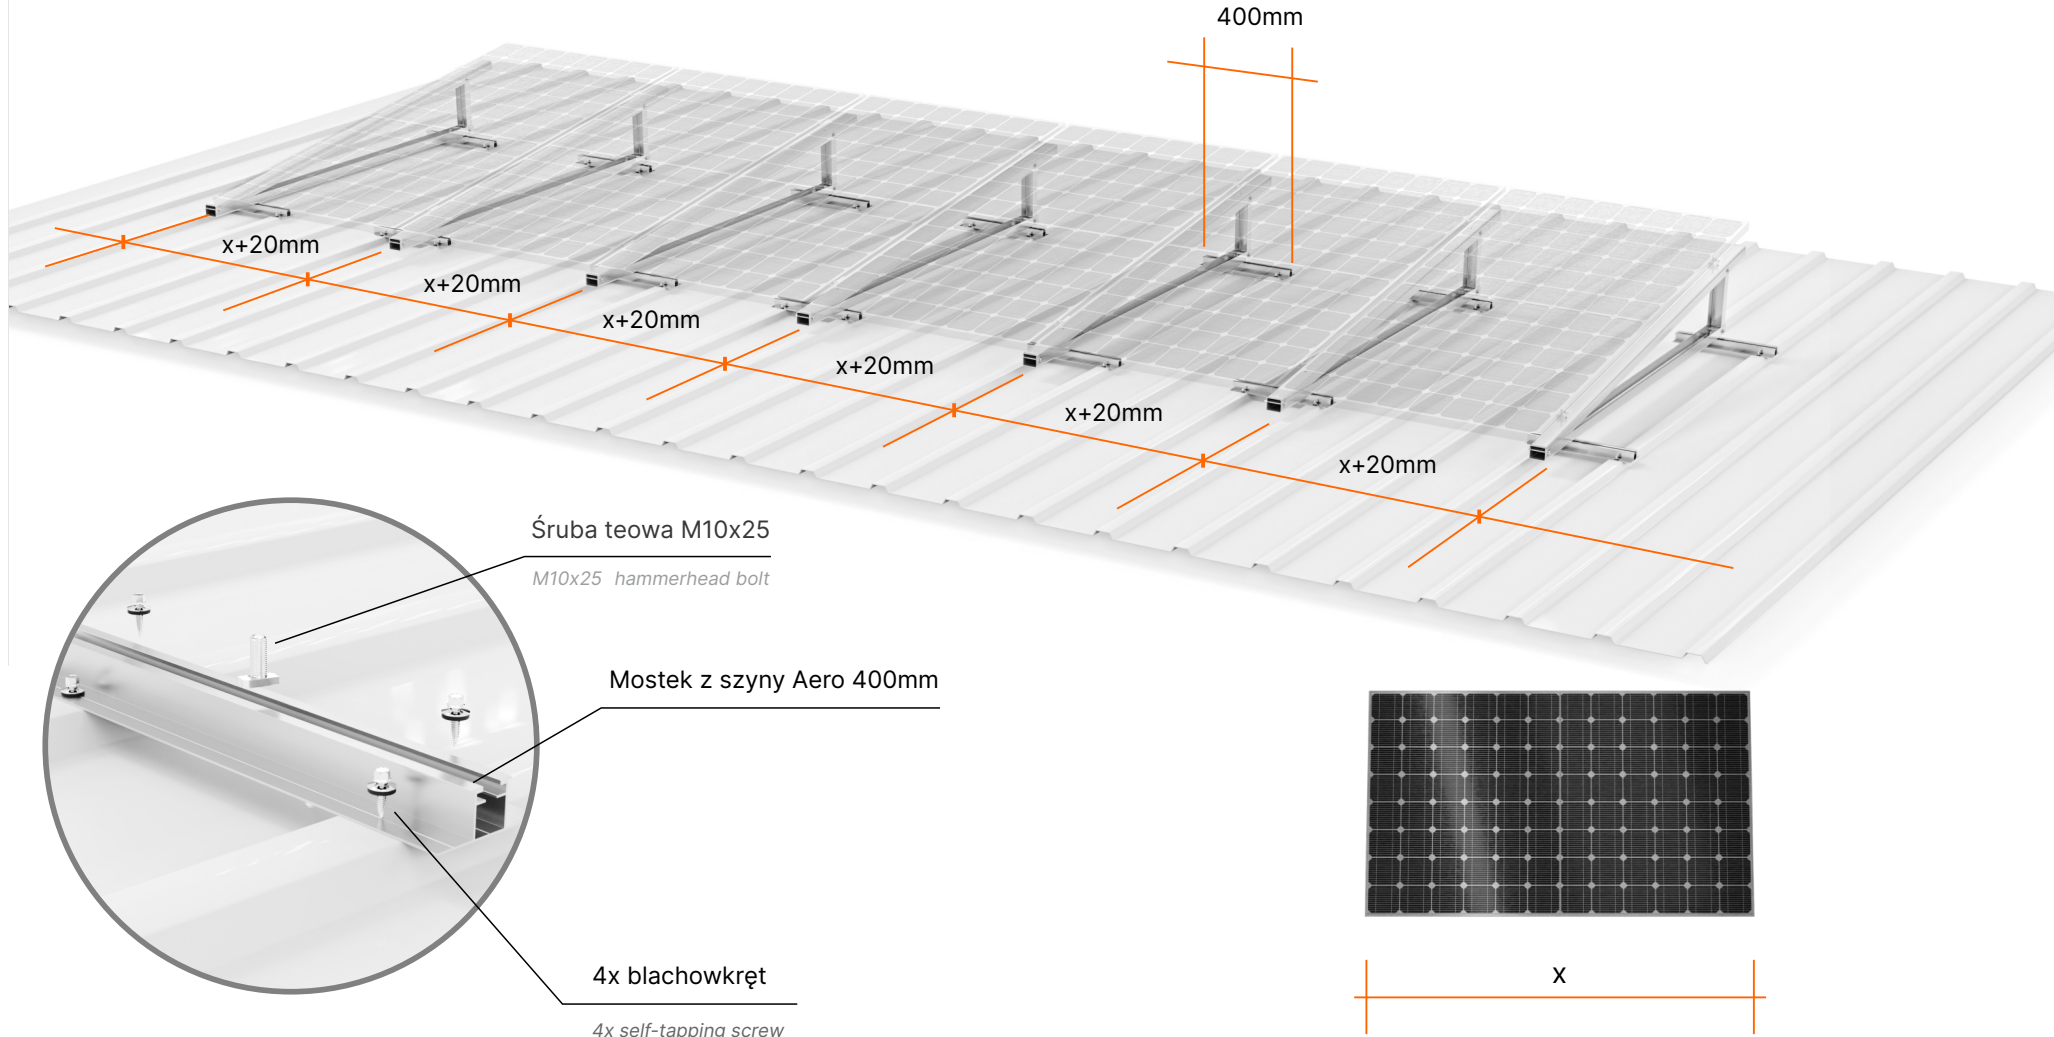 400mm
x+20mm
x+20mm
x+20mm
x+20mm
x+20mm
x+20mm
Śruba teowa M10x25
M10x25 hammerhead bolt
Mostek z szyny Aero 400mm
4x blachowkręt
4x self-tapping screw
x